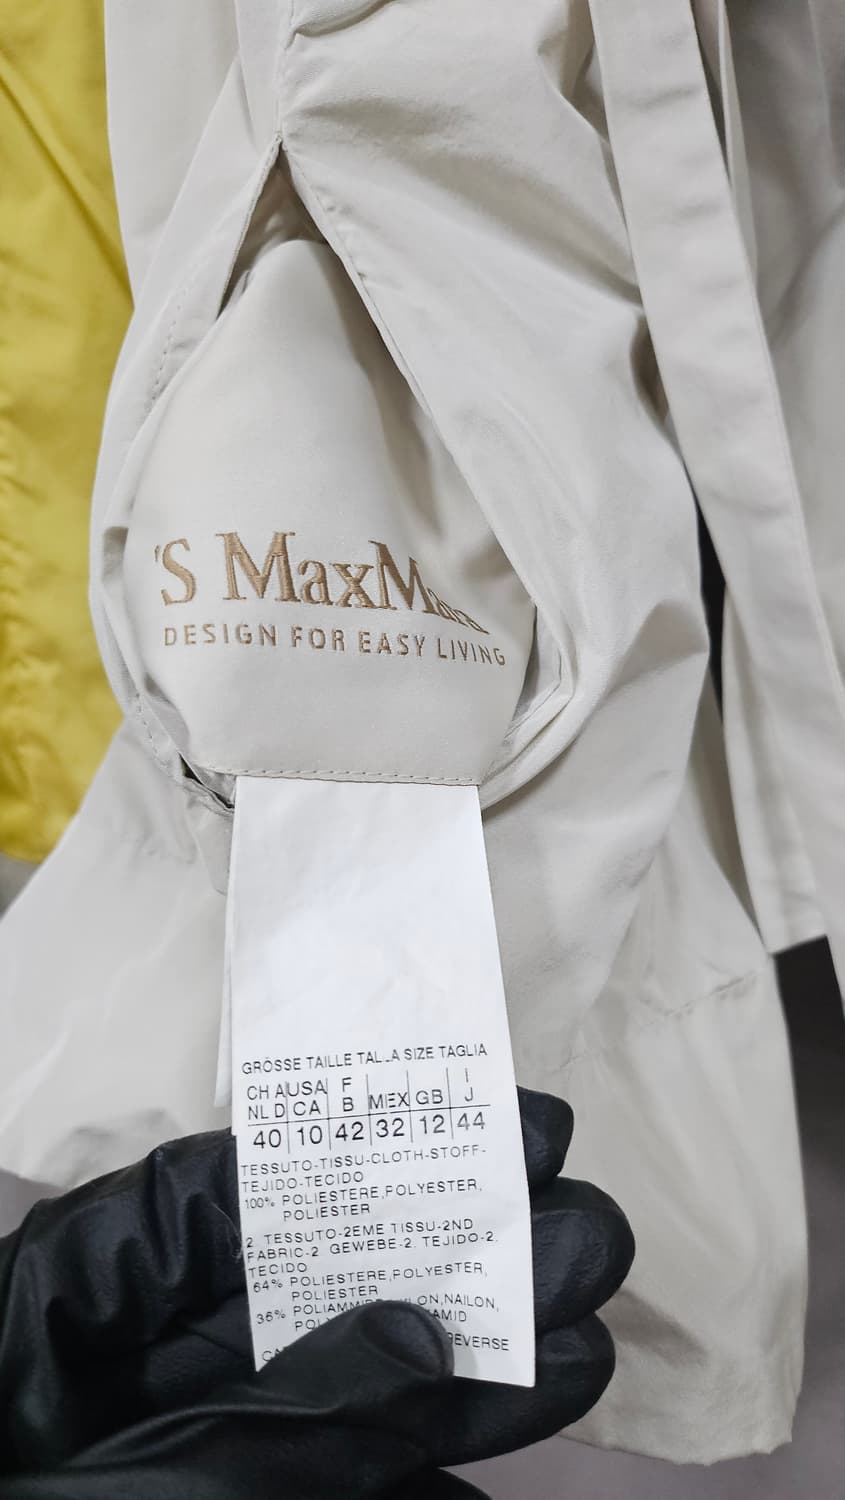 'S MaxMara
DESIGN FOR EASY LIVING
GRÖSSE TAILLE TALLA SIZE TAGLIA
CH A USA F MEX GB I
NL D CA B J
40 10 42 32 12 44
TESSUTO-TISSU-CLOTH-STOFF-
TEJIDO-TECIDO
100% POLIESTERE,POLYESTER,
POLIESTER
2. TESSUTO-2EME TISSU-2ND
FABRIC-2. GEWEBE-2. TEJIDO-2.
TECIDO
64% POLIESTERE,POLYESTER,
POLIESTER
36% NAILON,
REVERSE